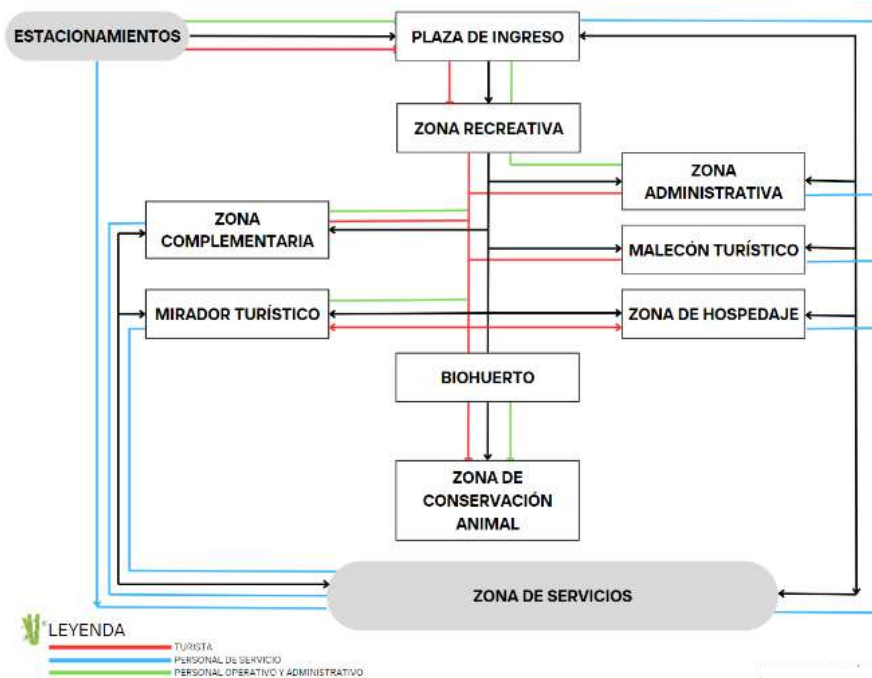 ESTACIONAMIENTOS
PLAZA DE INGRESO
ZONA RECREATIVA
ZONA
ADMINISTRATIVA
ZONA
COMPLEMENTARIA
MALECÓN TURÍSTICO
MIRADOR TURÍSTICO
ZONA DE HOSPEDAJE
BIOHUERTO
ZONA DE
CONSERVACIÓN
ANIMAL
ZONA DE SERVICIOS
LEYENDA
TURISTA
PERSONAL DE SERVICIO
PERSONAL OPERATIVO Y ADMINISTRATIVO